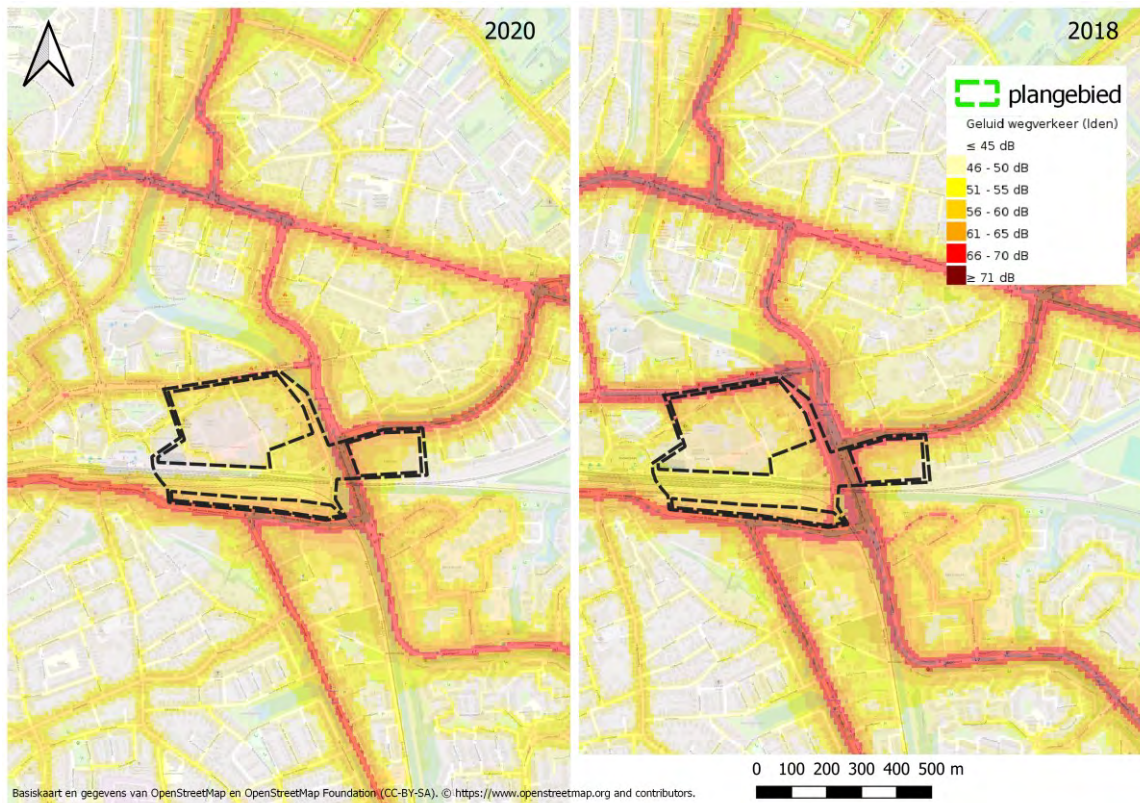 2020
2018
plangebied
Geluid wegverkeer (lden)
≤ 45 dB
46 - 50 dB
51 - 55 dB
56 - 60 dB
61 - 65 dB
66 - 70 dB
≥ 71 dB
Basiskaart en gegevens van OpenStreetMap en OpenStreetMap Foundation (CC-BY-SA). © https://www.openstreetmap.org and contributors.
0 100 200 300 400 500 m